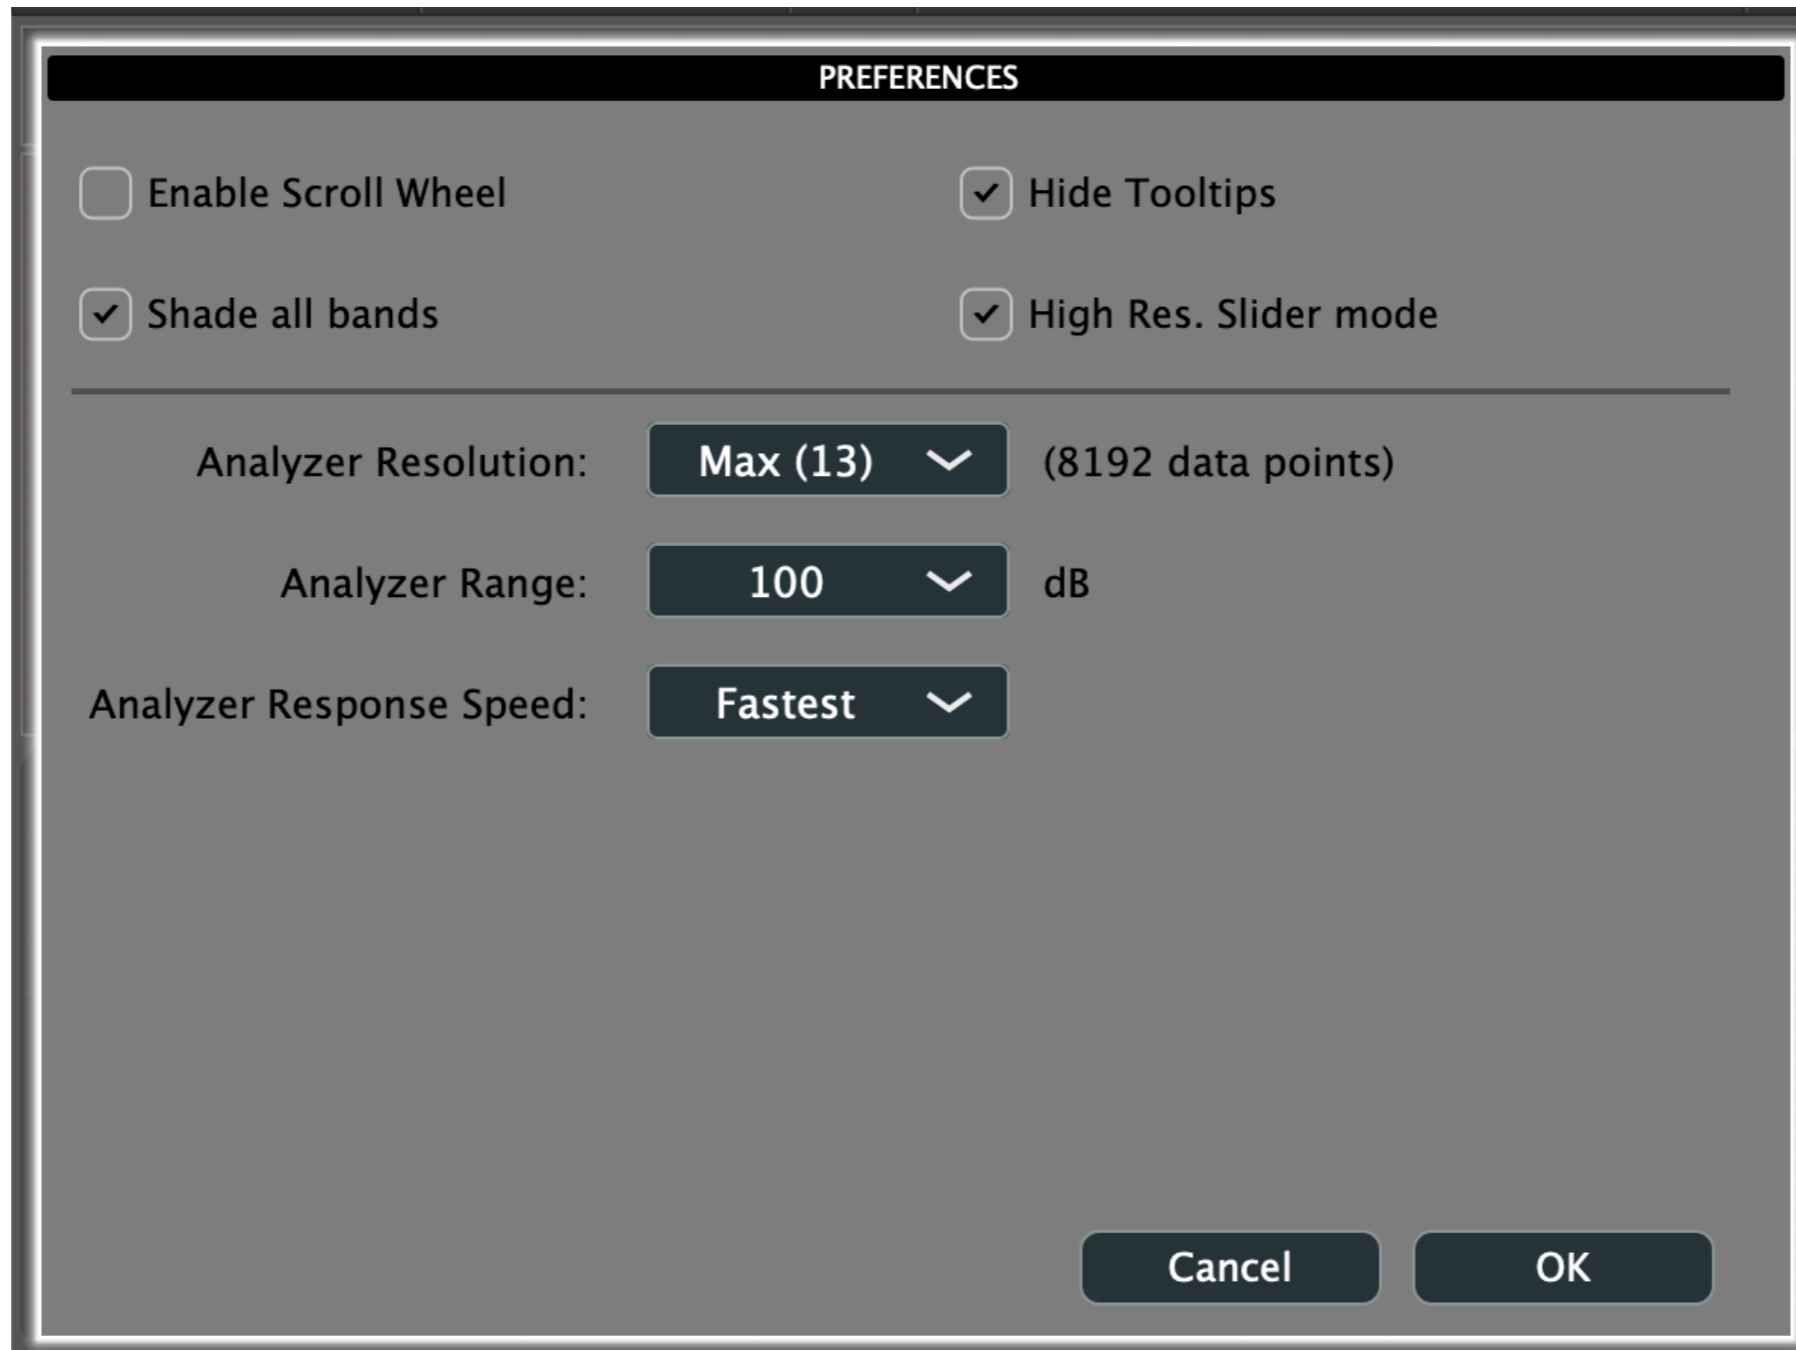 PREFERENCES
Enable Scroll Wheel
Hide Tooltips
Shade all bands
High Res. Slider mode
Analyzer Resolution: Max (13) (8192 data points)
Analyzer Range: 100 dB
Analyzer Response Speed: Fastest
Cancel OK